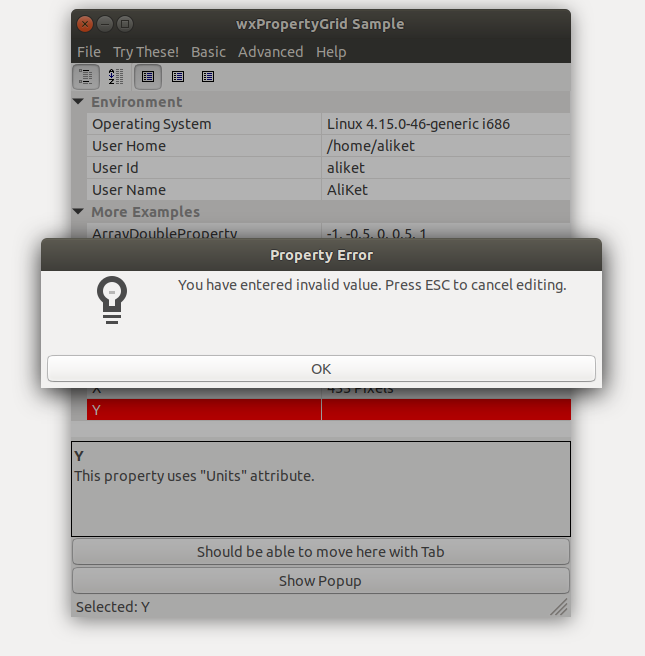 wxPropertyGrid Sample
File Try These! Basic Advanced Help
Environment
Operating System Linux 4.15.0-46-generic i686
User Home /home/aliket
User Id aliket
User Name AliKet
More Examples
ArrayDoubleProperty -1, -0.5, 0, 0.5, 1
Property Error
You have entered invalid value. Press ESC to cancel editing.
OK
X 455 Pixels
Y
Y
This property uses "Units" attribute.
Should be able to move here with Tab
Show Popup
Selected: Y